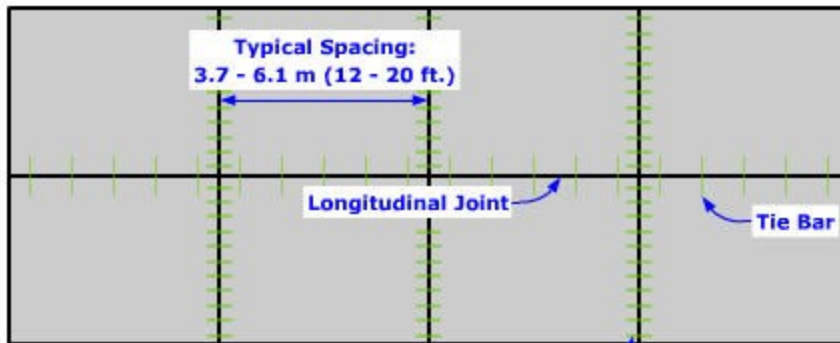 Typical Spacing:
3.7 - 6.1 m (12 - 20 ft.)
Longitudinal Joint
Tie Bar